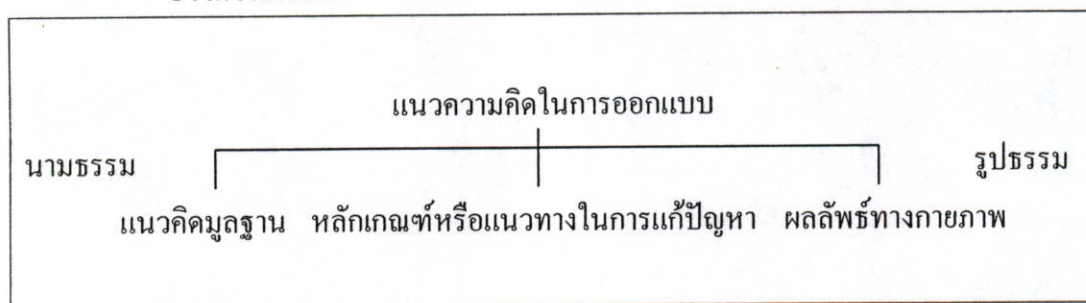 แนวความคิดในการออกแบบ
นามธรรม รูปธรรม
แนวคิดมูลฐาน หลักเกณฑ์หรือแนวทางในการแก้ปัญหา ผลลัพธ์ทางกายภาพ